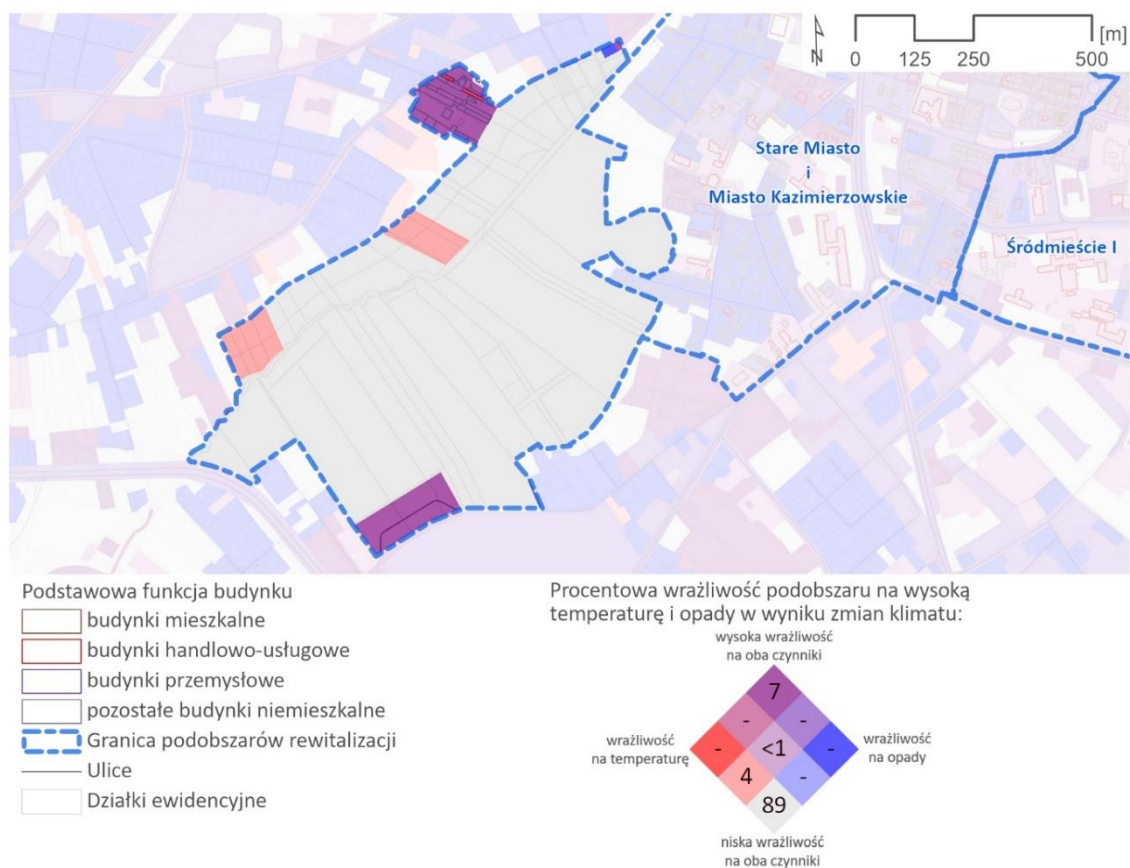 N
[m]
0 125 250 500
Stare Miasto
i
Miasto Kazimierzowskie
Śródmieście I
Podstawowa funkcja budynku
budynki mieszkalne
budynki handlowo-usługowe
budynki przemysłowe
pozostałe budynki niemieszkalne
Granica podobszarów rewitalizacji
Ulice
Działki ewidencyjne
Procentowa wrażliwość podobszaru na wysoką
temperaturę i opady w wyniku zmian klimatu:
wysoka wrażliwość
na oba czynniki
7
- -
wrażliwość
na temperaturę
- <1 -
wrażliwość
na opady
4 -
89
niska wrażliwość
na oba czynniki